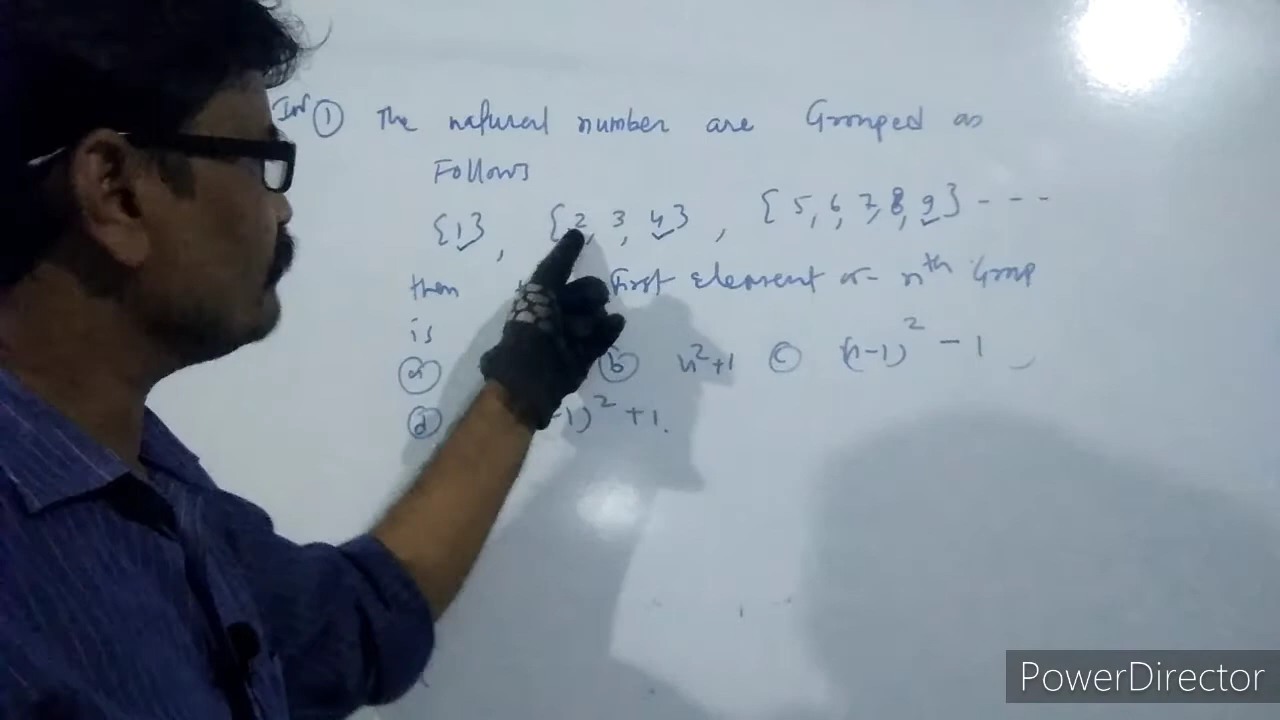 ① The natural number are Grouped as
Follows
{1}, {2, 3, 4}, {5, 6, 7, 8, 9} ---
then First element of nth Group
is
ⓐ ⓑ n²+1 ⓒ (n-1)² - 1
ⓓ -1)² + 1.
PowerDirector